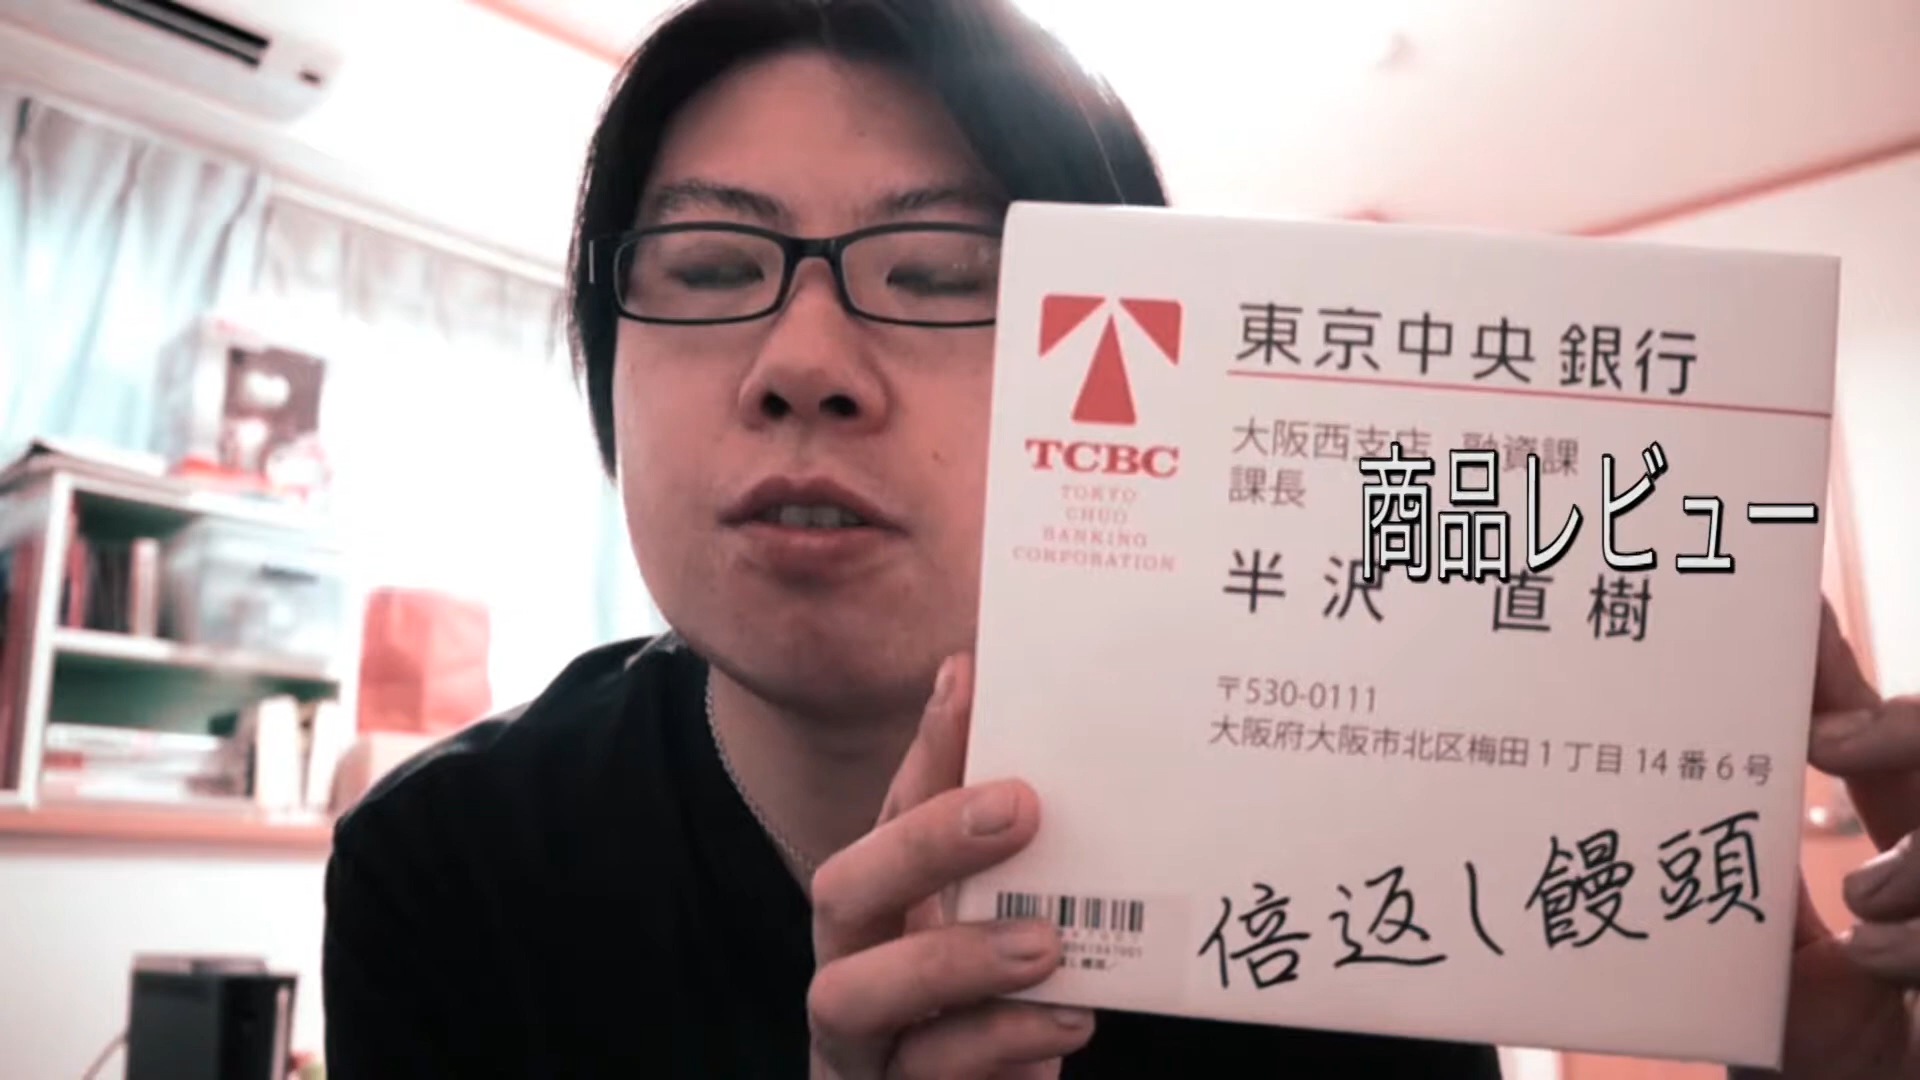 東京中央銀行
TCBC
TOKYO
CHUO
BANKING
CORPORATION
大阪西支店 融資課
課長
商品レビュー
半沢 直樹
〒530-0111
大阪府大阪市北区梅田1丁目14番6号
倍返し饅頭